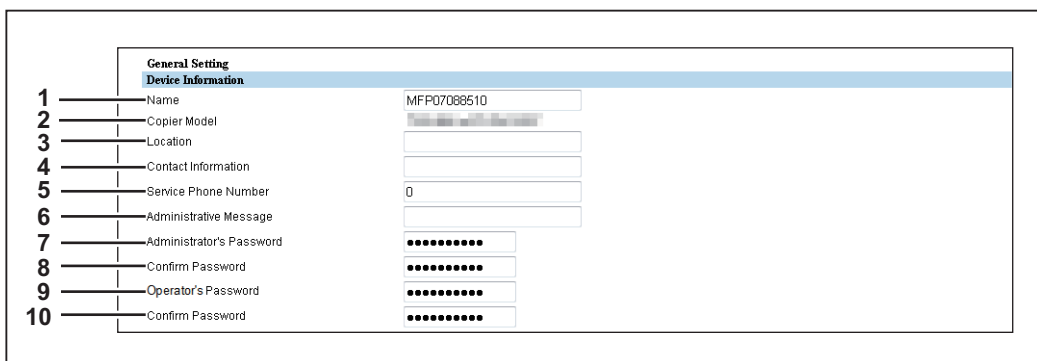 General Setting
Device Information
1 Name MFP07088510
2 Copier Model
3 Location
4 Contact Information
5 Service Phone Number 0
6 Administrative Message
7 Administrator's Password ●●●●●●●●●●
8 Confirm Password ●●●●●●●●●●
9 Operator's Password ●●●●●●●●●●
10 Confirm Password ●●●●●●●●●●